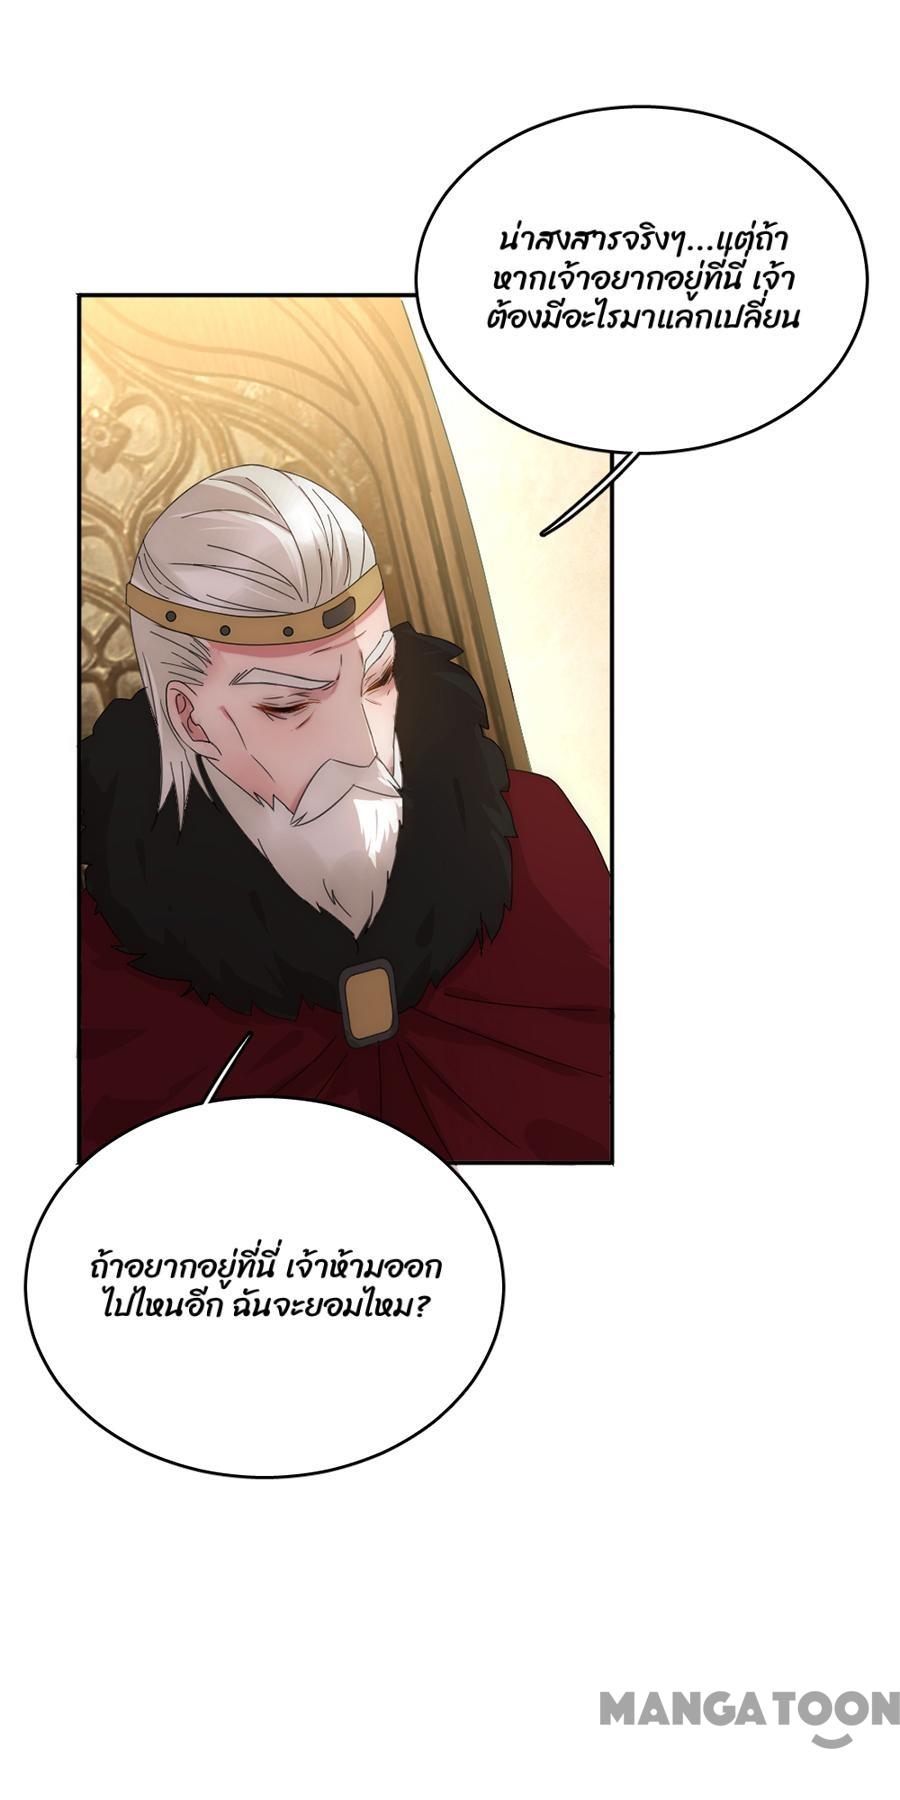 น่าสงสารจริงๆ...แต่ถ้า
หากเจ้าอยากอยู่ที่นี่ เจ้า
ต้องมีอะไรมาแลกเปลี่ยน
ถ้าอยากอยู่ที่นี่ เจ้าห้ามออก
ไปไหนอีก ฉันจะยอมไหม?
MANGATOON